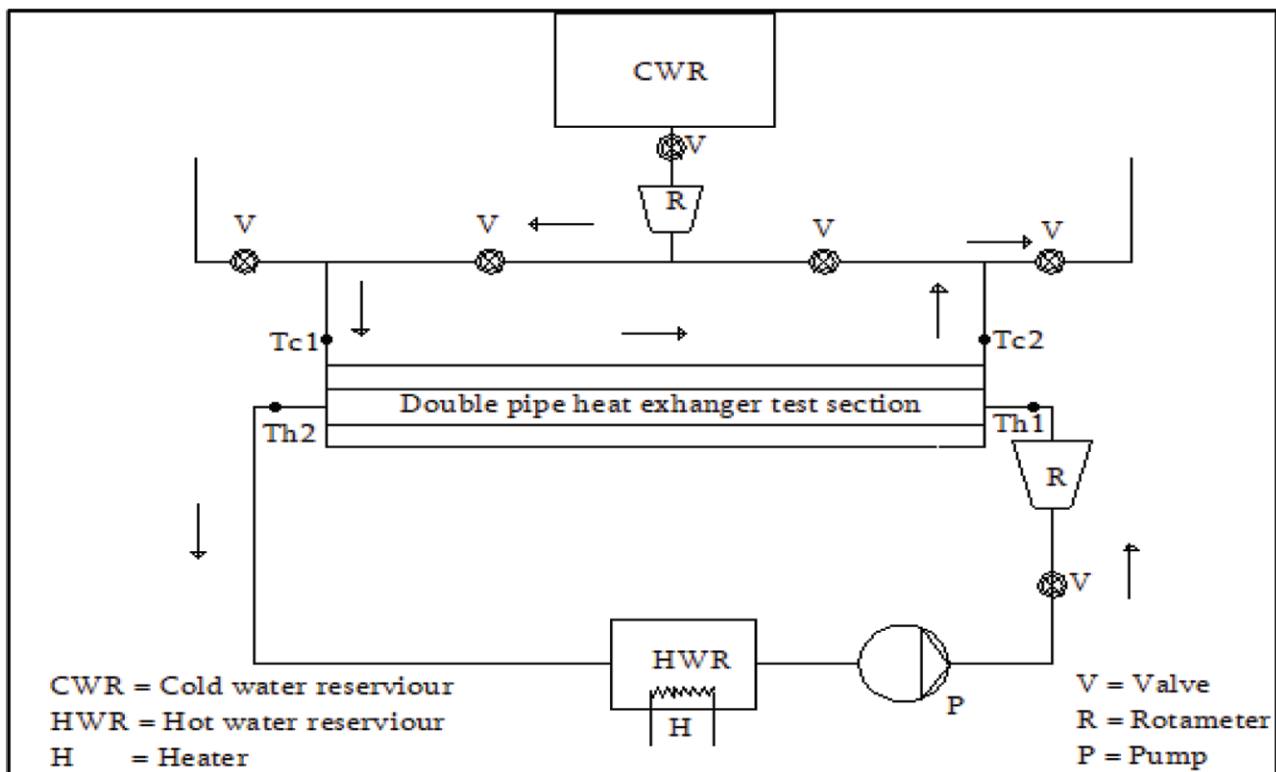 CWR
V
R
V
V
V
V
Tc1
Tc2
Double pipe heat exhanger test section
Th2
Th1
R
V
HWR
P
H
CWR = Cold water reserviour
HWR = Hot water reserviour
H = Heater
V = Valve
R = Rotameter
P = Pump